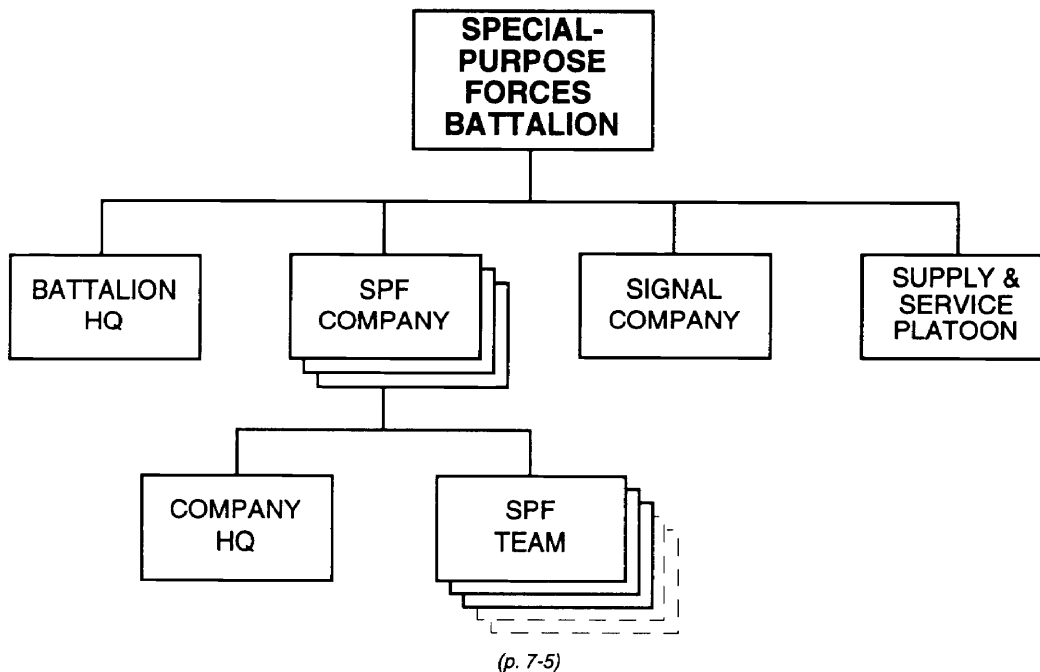 SPECIAL-
PURPOSE
FORCES
BATTALION
BATTALION
HQ
SPF
COMPANY
SIGNAL
COMPANY
SUPPLY &
SERVICE
PLATOON
COMPANY
HQ
SPF
TEAM
(p. 7-5)